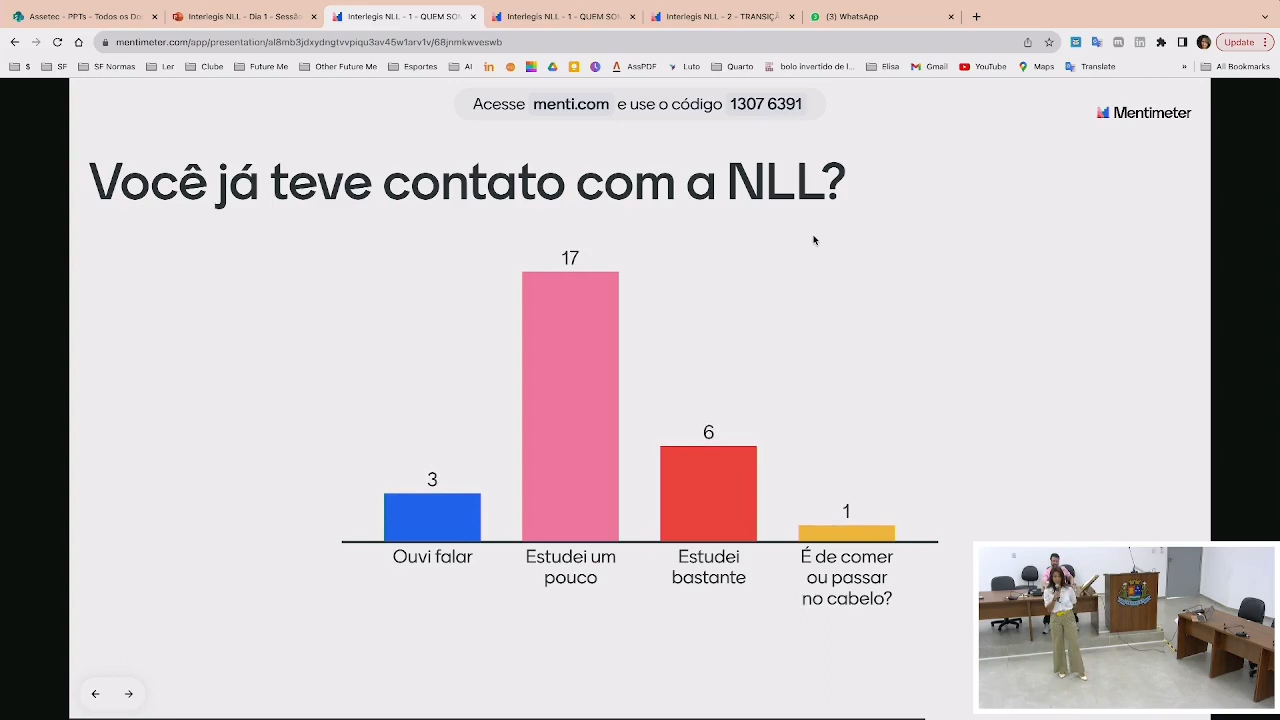 Assetec - PPTs - Todos os Do
Interlegis NLL - Dia 1 - Sessão
Interlegis NLL - 1 - QUEM SOM
Interlegis NLL - 1 - QUEM SOM
Interlegis NLL - 2 - TRANSIÇÃ
(3) WhatsApp
mentimeter.com/app/presentation/al8mb3jdxydngtvvpiqu3av45w1arv1v/68jnmkwveswb
Update
$ SF SF Normas Ler Clube Future Me Other Future Me Esportes AI AssPDF Luto Quarto bolo invertido de l... Elisa Gmail YouTube Maps Translate » All Bookmarks
Acesse menti.com e use o código 1307 6391
Mentimeter
Você já teve contato com a NLL?
17
6
3
1
Ouvi falar
Estudei um
pouco
Estudei
bastante
É de comer
ou passar
no cabelo?